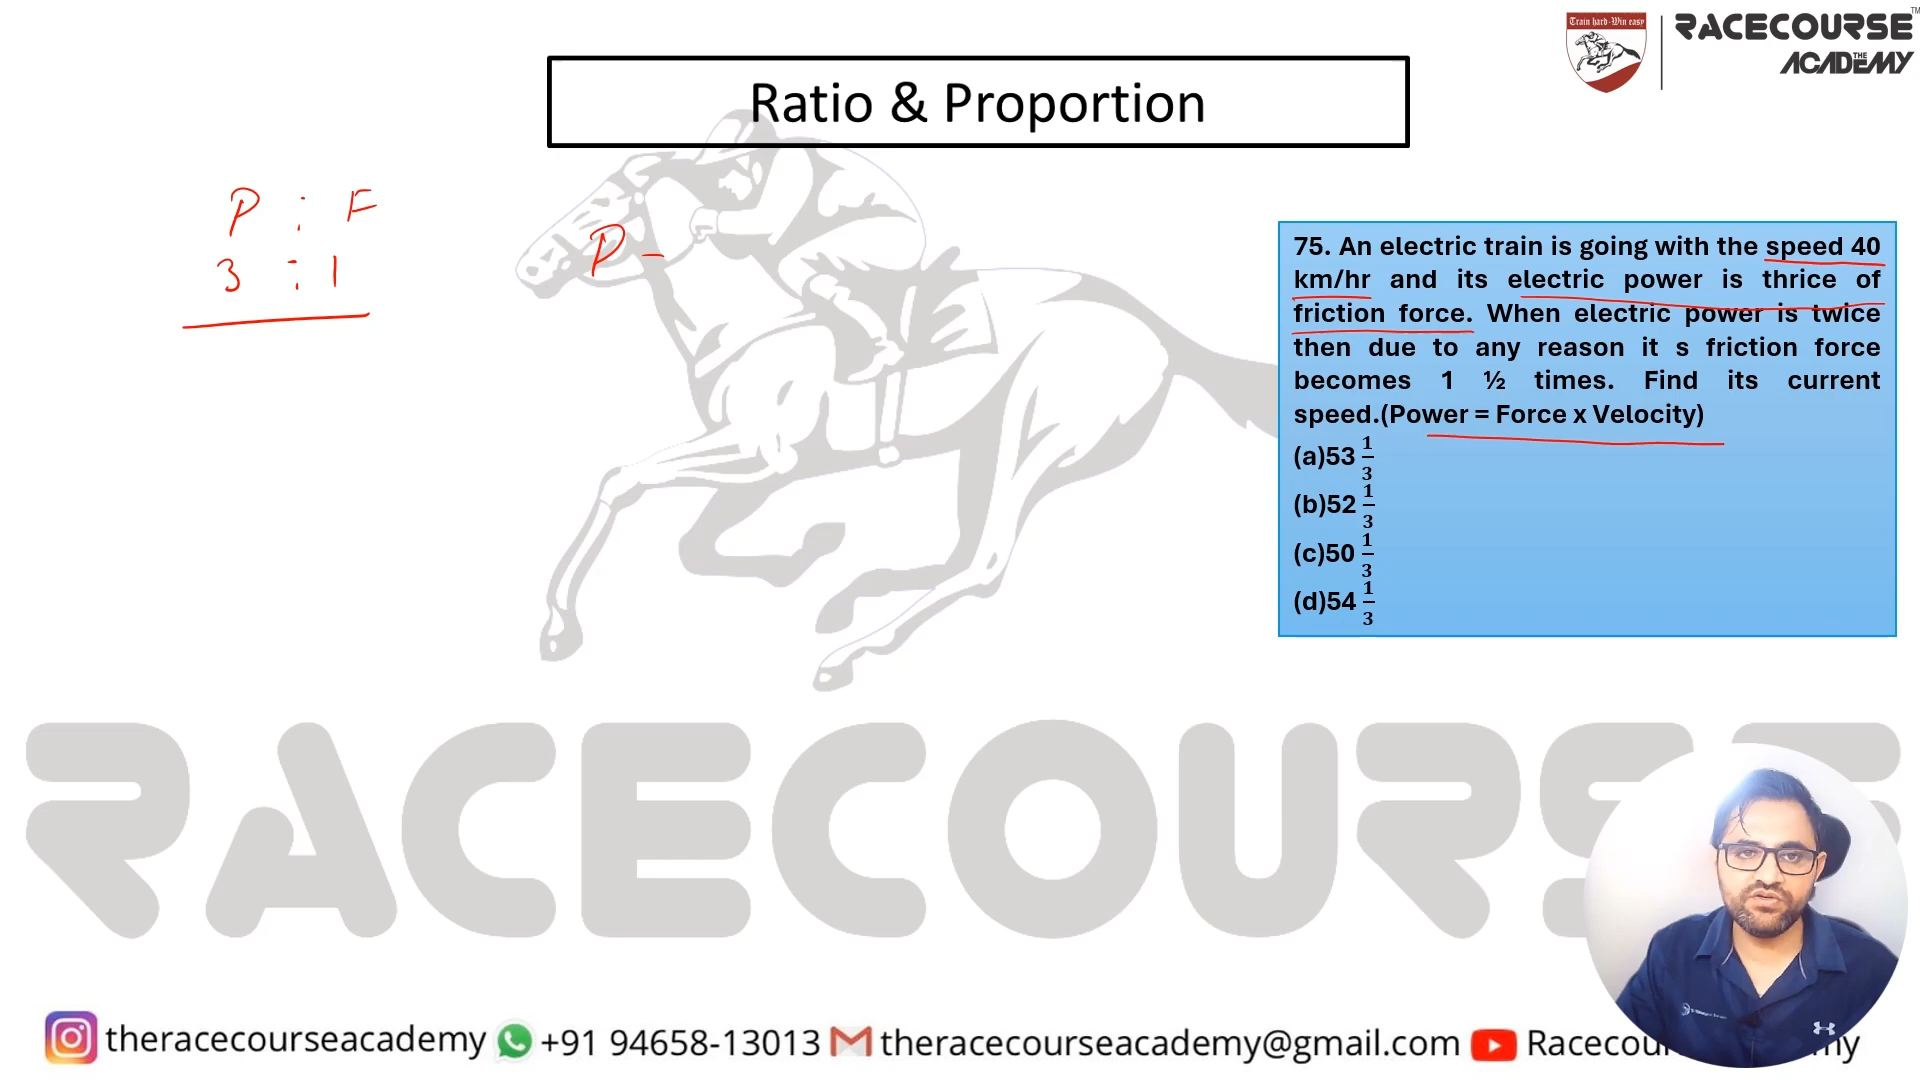 Train hard-Win easy
RACECOURSE
TM
THE
ACADEMY
Ratio & Proportion
P : F
3 : 1
P -
75. An electric train is going with the speed 40
km/hr and its electric power is thrice of
friction force. When electric power is twice
then due to any reason it s friction force
becomes 1 ½ times. Find its current
speed.(Power = Force x Velocity)
(a)53 1/3
(b)52 1/3
(c)50 1/3
(d)54 1/3
RACECOURSE
theracecourseacademy +91 94658-13013 theracecourseacademy@gmail.com